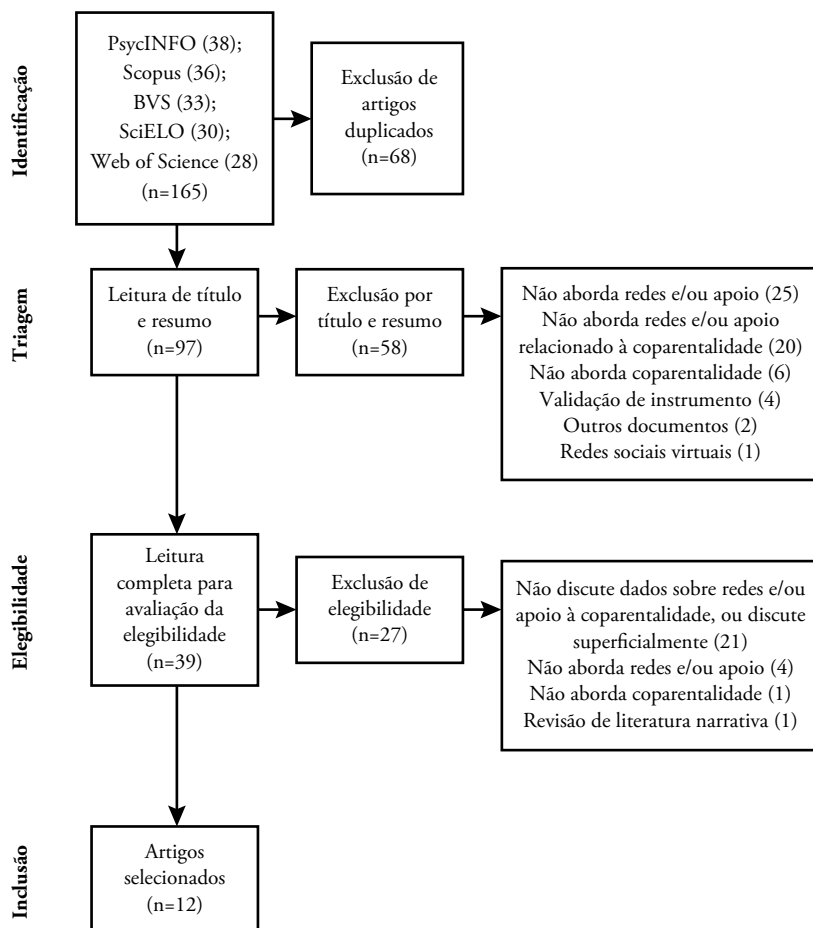 Identificação
PsycINFO (38);
Scopus (36);
BVS (33);
SciELO (30);
Web of Science (28)
(n=165)
Exclusão de
artigos
duplicados
(n=68)
Triagem
Leitura de título
e resumo
(n=97)
Exclusão por
título e resumo
(n=58)
Não aborda redes e/ou apoio (25)
Não aborda redes e/ou apoio
relacionado à coparentalidade (20)
Não aborda coparentalidade (6)
Validação de instrumento (4)
Outros documentos (2)
Redes sociais virtuais (1)
Elegibilidade
Leitura
completa para
avaliação da
elegibilidade
(n=39)
Exclusão de
elegibilidade
(n=27)
Não discute dados sobre redes e/ou
apoio à coparentalidade, ou discute
superficialmente (21)
Não aborda redes e/ou apoio (4)
Não aborda coparentalidade (1)
Revisão de literatura narrativa (1)
Inclusão
Artigos
selecionados
(n=12)